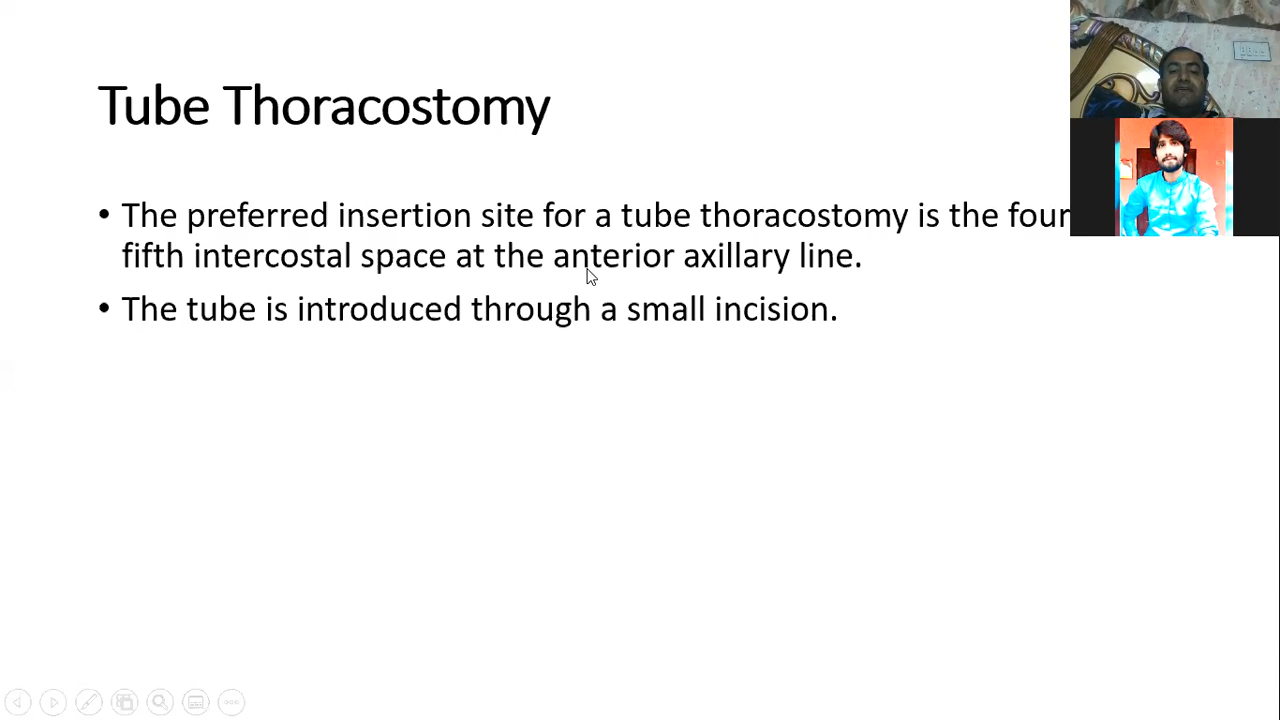 Tube Thoracostomy
• The preferred insertion site for a tube thoracostomy is the four
fifth intercostal space at the anterior axillary line.
• The tube is introduced through a small incision.